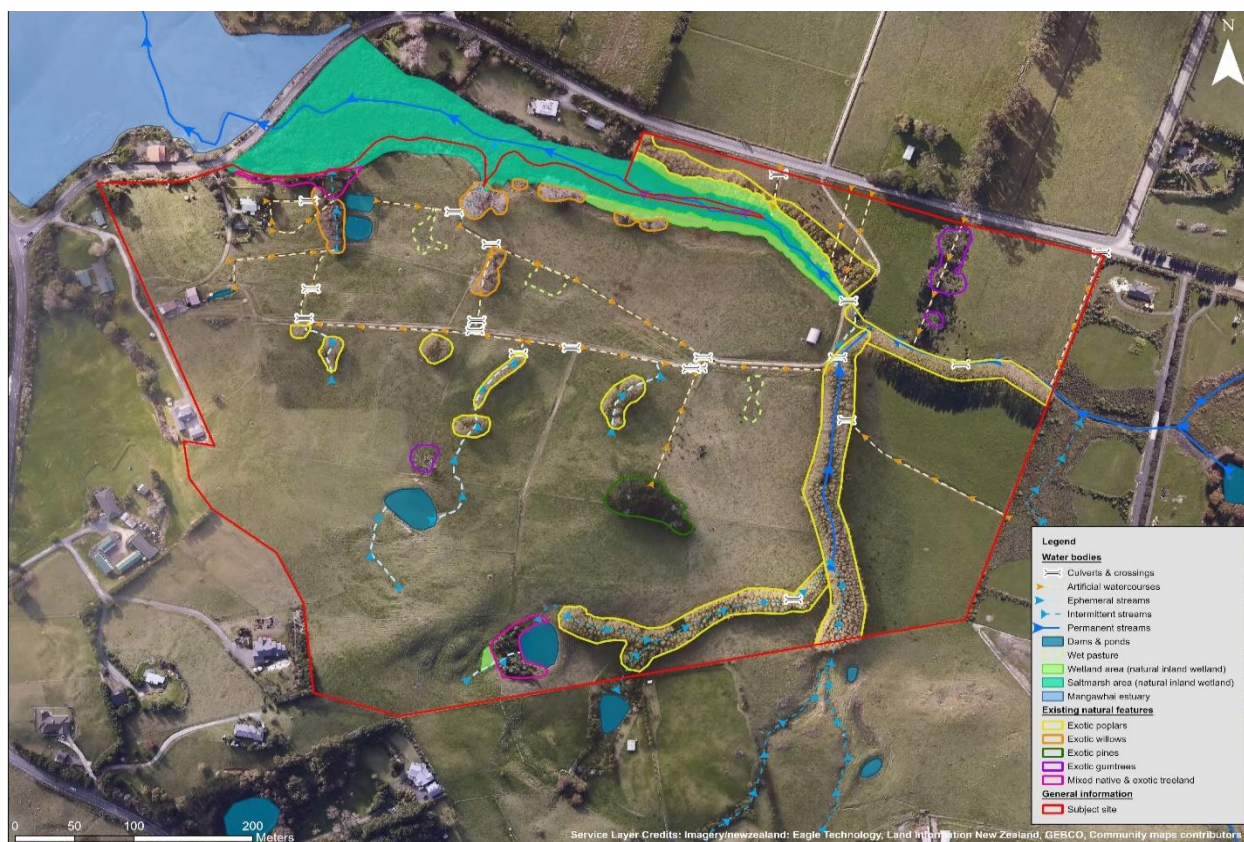 N
Legend
Water bodies
Culverts & crossings
Artificial watercourses
Ephemeral streams
Intermittent streams
Permanent streams
Dams & ponds
Wet pasture
Wetland area (natural inland wetland)
Saltmarsh area (natural inland wetland)
Mangawhai estuary
Existing natural features
Exotic poplars
Exotic willows
Exotic pines
Exotic gumtrees
Mixed native & exotic treeland
General information
Subject site
0 50 100 200
Meters
Service Layer Credits: Imagery/newzealand: Eagle Technology, Land Information New Zealand, GEBCO, Community maps contributors